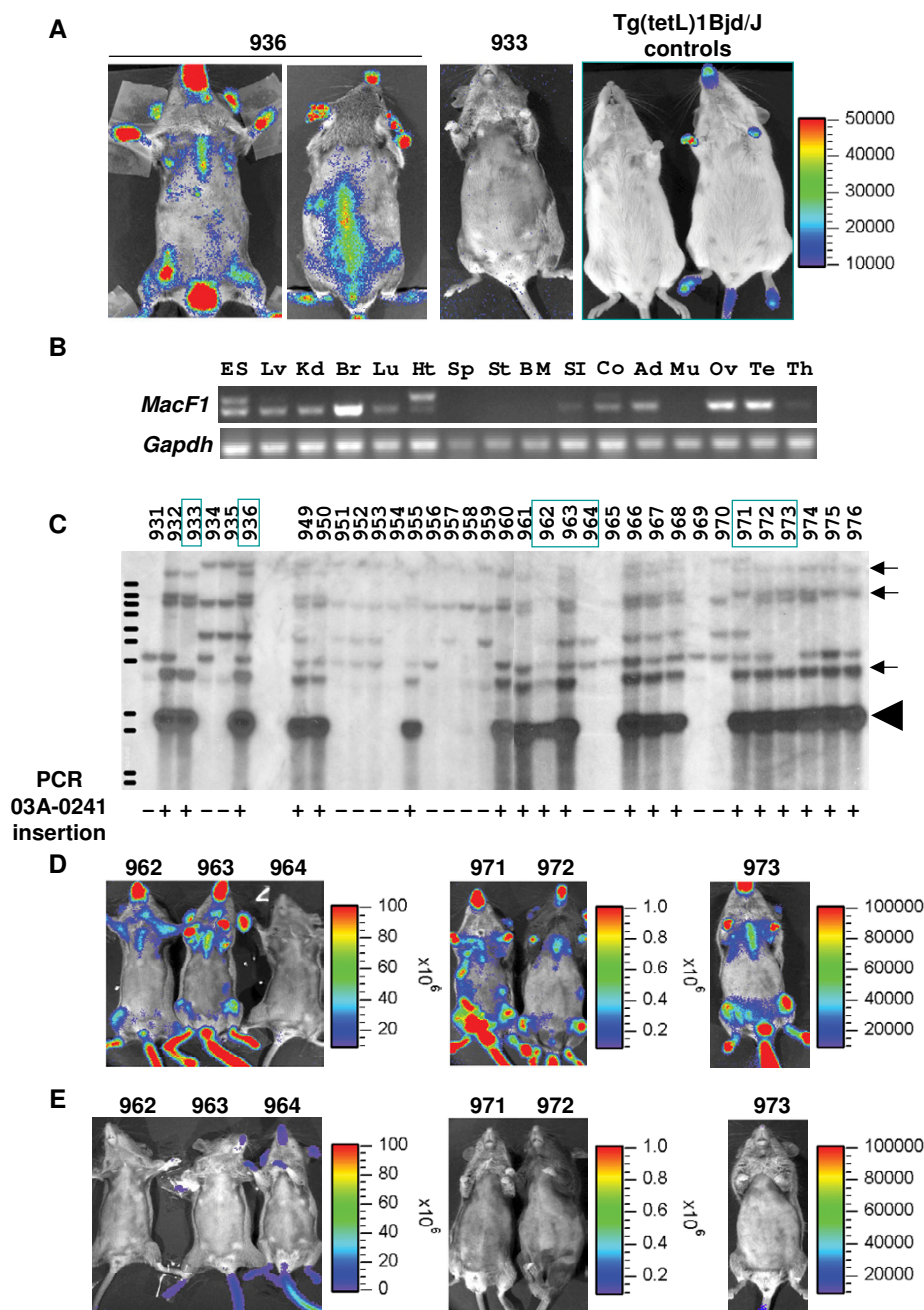 A
936
933
Tg(tetL)1Bjd/J
controls
50000
40000
30000
20000
10000
B
ES Lv Kd Br Lu Ht Sp St BM SI Co Ad Mu Ov Te Th
MacF1
Gapdh
C
931 932 933 934 935 936 949 950 951 952 953 954 955 956 957 958 959 960 961 962 963 964 965 966 967 968 969 970 971 972 973 974 975 976
PCR
03A-0241
insertion
- + + - - + + + - - - - + - - - - + + + + - - + + + - - + + + + + +
D
962 963 964
100
80
60
40
20
x10^6
971 972
1.0
0.8
0.6
0.4
0.2
x10^6
973
100000
80000
60000
40000
20000
E
962 963 964
100
80
60
40
20
0
x10^6
971 972
1.0
0.8
0.6
0.4
0.2
x10^6
973
100000
80000
60000
40000
20000